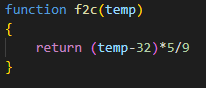 function f2c(temp)
{
    return (temp-32)*5/9
}